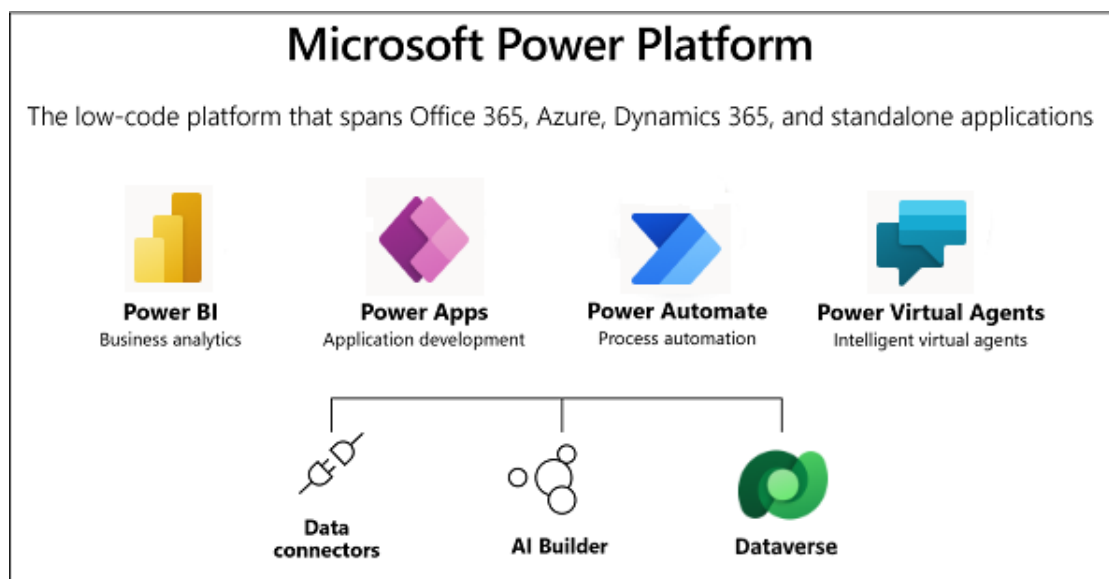 Microsoft Power Platform
The low-code platform that spans Office 365, Azure, Dynamics 365, and standalone applications
Power BI
Business analytics
Power Apps
Application development
Power Automate
Process automation
Power Virtual Agents
Intelligent virtual agents
Data
connectors
AI Builder
Dataverse